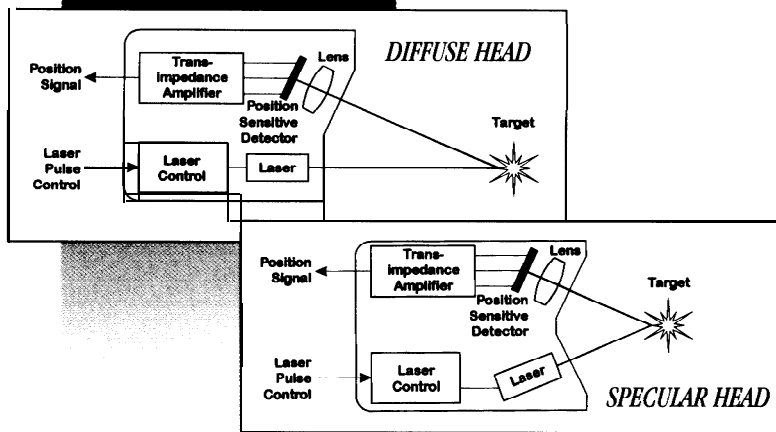 DIFFUSE HEAD
Lens
Trans-
impedance
Amplifier
Position
Signal
Position
Sensitive
Detector
Target
Laser
Pulse
Control
Laser
Control
Laser
Lens
Trans-
impedance
Amplifier
Position
Signal
Position
Sensitive
Detector
Target
Laser
Pulse
Control
Laser
Control
Laser
SPECULAR HEAD